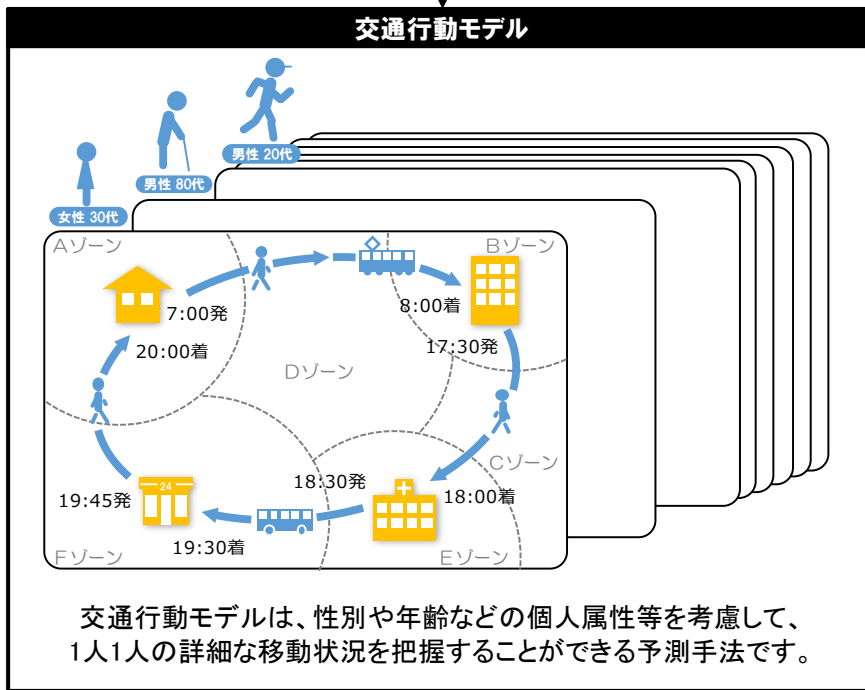 交通行動モデル
男性 20代
男性 80代
女性 30代
Aゾーン
Bゾーン
7:00発
8:00着
20:00着
17:30発
Dゾーン
Cゾーン
18:30発
24
19:45発
18:00着
19:30着
Fゾーン
Eゾーン
交通行動モデルは、性別や年齢などの個人属性等を考慮して、
1人1人の詳細な移動状況を把握することができる予測手法です。